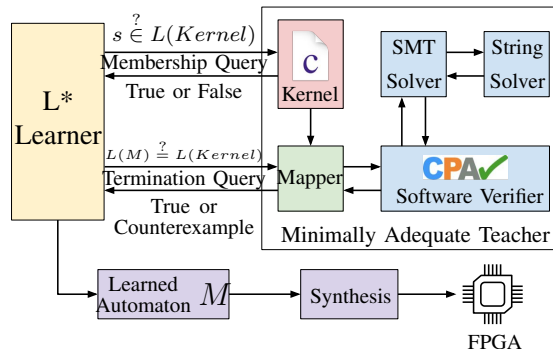 s ∈? L(Kernel)
Membership Query
True or False
L*
Learner
C
Kernel
SMT
Solver
String
Solver
L(M) =? L(Kernel)
Termination Query
True or
Counterexample
Mapper
CPA
Software Verifier
Minimally Adequate Teacher
Learned
Automaton M
Synthesis
FPGA